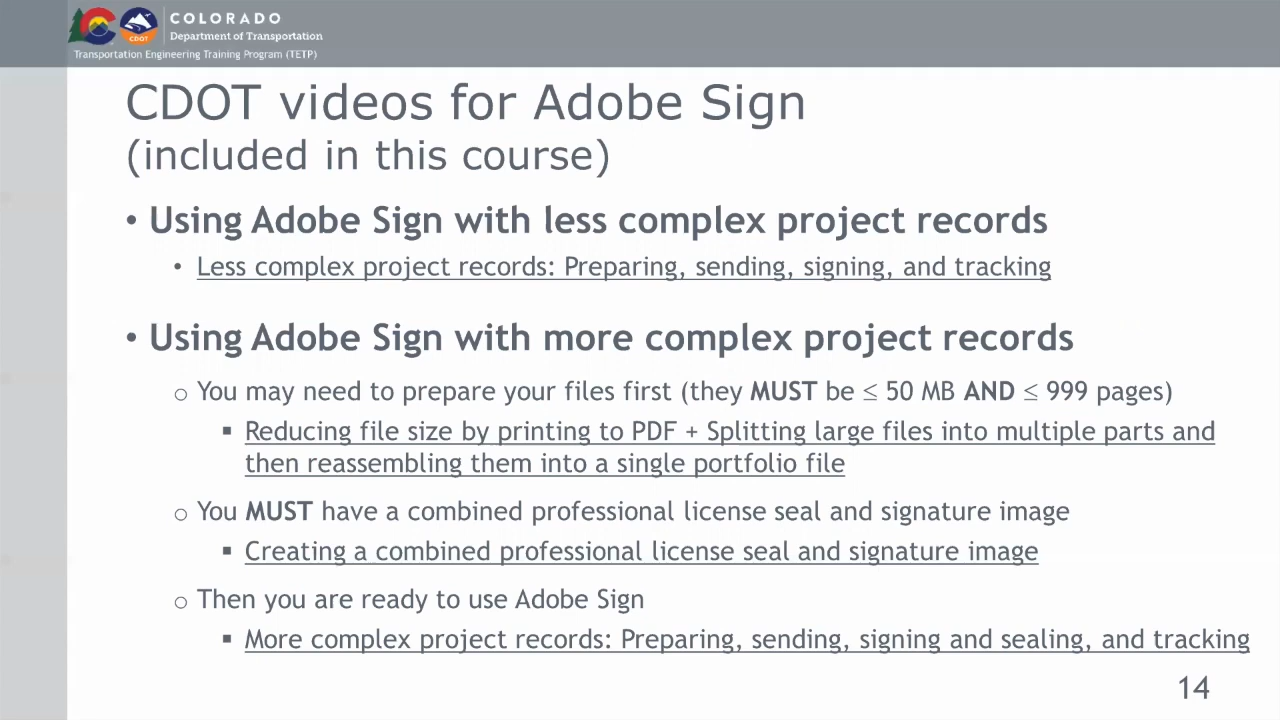 COLORADO
Department of Transportation
CDOT
Transportation Engineering Training Program (TETP)
CDOT videos for Adobe Sign
(included in this course)
• Using Adobe Sign with less complex project records
• Less complex project records: Preparing, sending, signing, and tracking
• Using Adobe Sign with more complex project records
o You may need to prepare your files first (they MUST be ≤ 50 MB AND ≤ 999 pages)
▪ Reducing file size by printing to PDF + Splitting large files into multiple parts and
then reassembling them into a single portfolio file
o You MUST have a combined professional license seal and signature image
▪ Creating a combined professional license seal and signature image
o Then you are ready to use Adobe Sign
▪ More complex project records: Preparing, sending, signing and sealing, and tracking
14